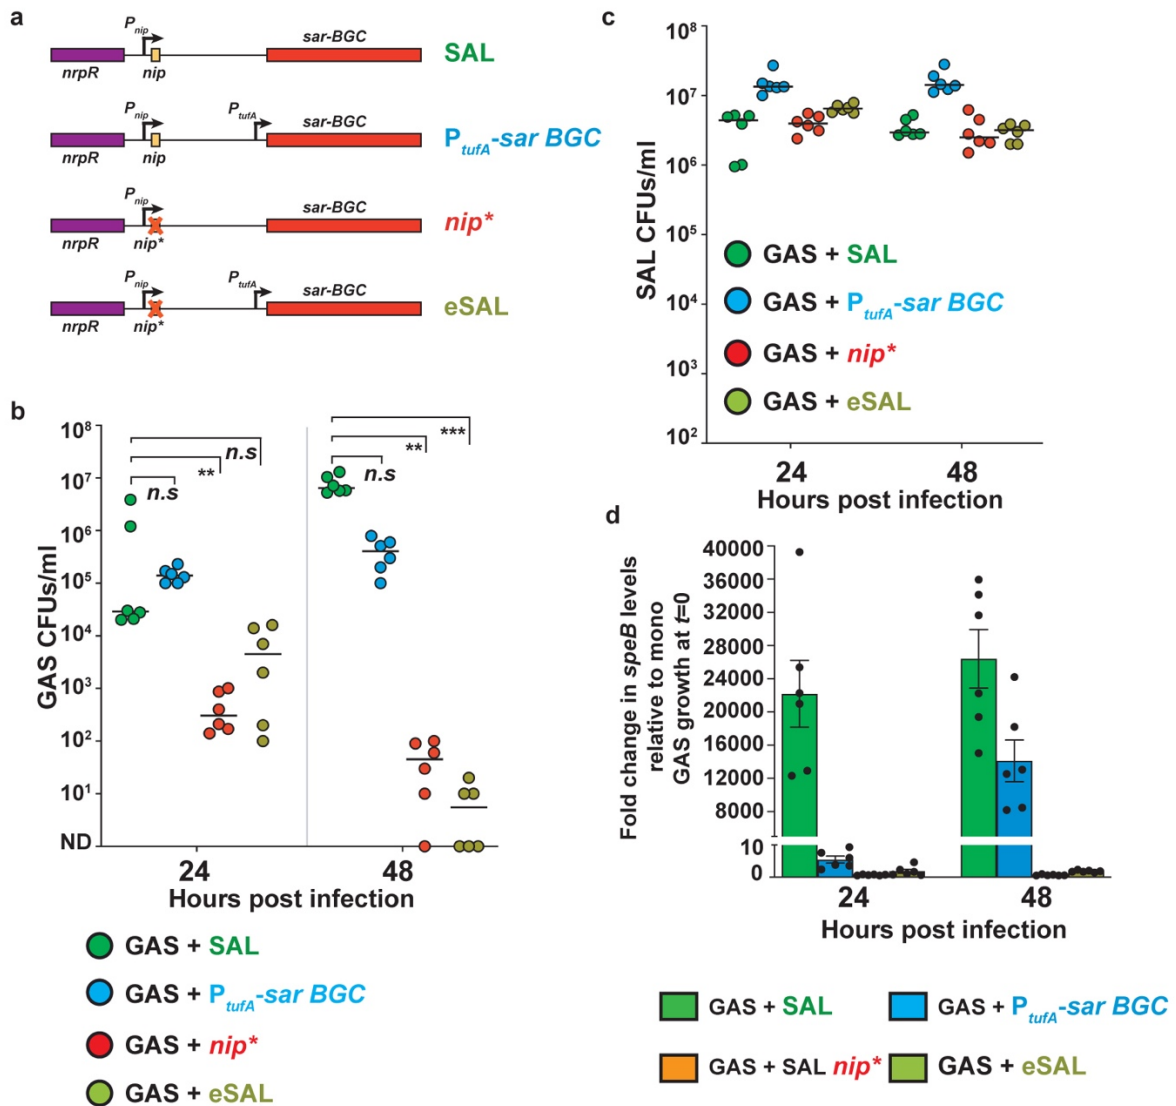 a
P_nip
sar-BGC
nrpR
nip
SAL
P_nip
P_tufA
sar-BGC
nrpR
nip
P_tufA-sar BGC
P_nip
sar-BGC
nrpR
nip*
nip*
P_nip
P_tufA
sar-BGC
nrpR
nip*
eSAL
b
GAS CFUs/ml
10^8
10^7
10^6
10^5
10^4
10^3
10^2
10^1
ND
n.s
**
n.s
***
**
n.s
24
48
Hours post infection
GAS + SAL
GAS + P_tufA-sar BGC
GAS + nip*
GAS + eSAL
c
SAL CFUs/ml
10^8
10^7
10^6
10^5
10^4
10^3
10^2
GAS + SAL
GAS + P_tufA-sar BGC
GAS + nip*
GAS + eSAL
24
48
Hours post infection
d
Fold change in speB levels
relative to mono
GAS growth at t=0
40000
36000
32000
28000
24000
20000
16000
12000
8000
10
0
24
48
Hours post infection
GAS + SAL
GAS + P_tufA-sar BGC
GAS + SAL nip*
GAS + eSAL